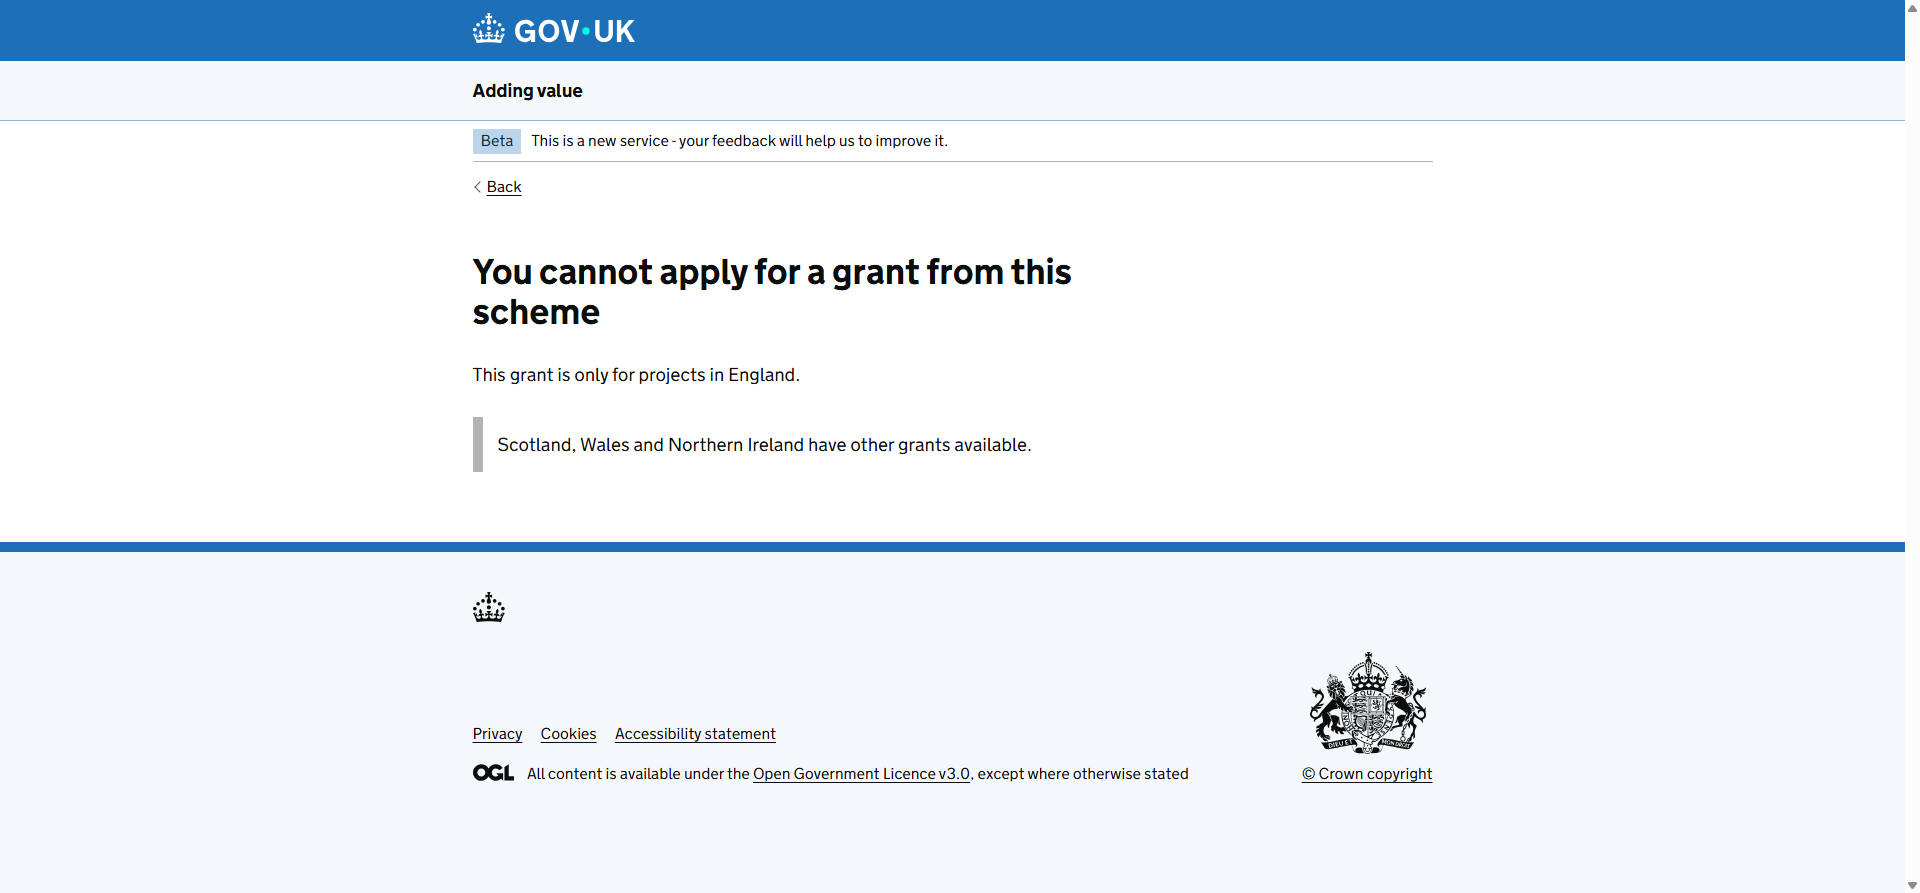 GOV·UK
Adding value
Beta This is a new service - your feedback will help us to improve it.
Back
You cannot apply for a grant from this
scheme
This grant is only for projects in England.
Scotland, Wales and Northern Ireland have other grants available.
Privacy Cookies Accessibility statement
OGL All content is available under the Open Government Licence v3.0, except where otherwise stated
© Crown copyright